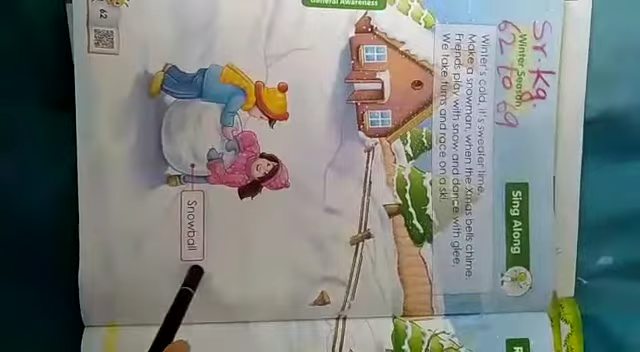 General Awareness
Sr. Kg
62 to 69
Winter Season
Sing Along
Winter's cold, it's sweater time,
Make a snowman, when the Xmas bells chime.
Friends play with snow and dance with glee,
We take turns and race on a ski.
Snowball
62